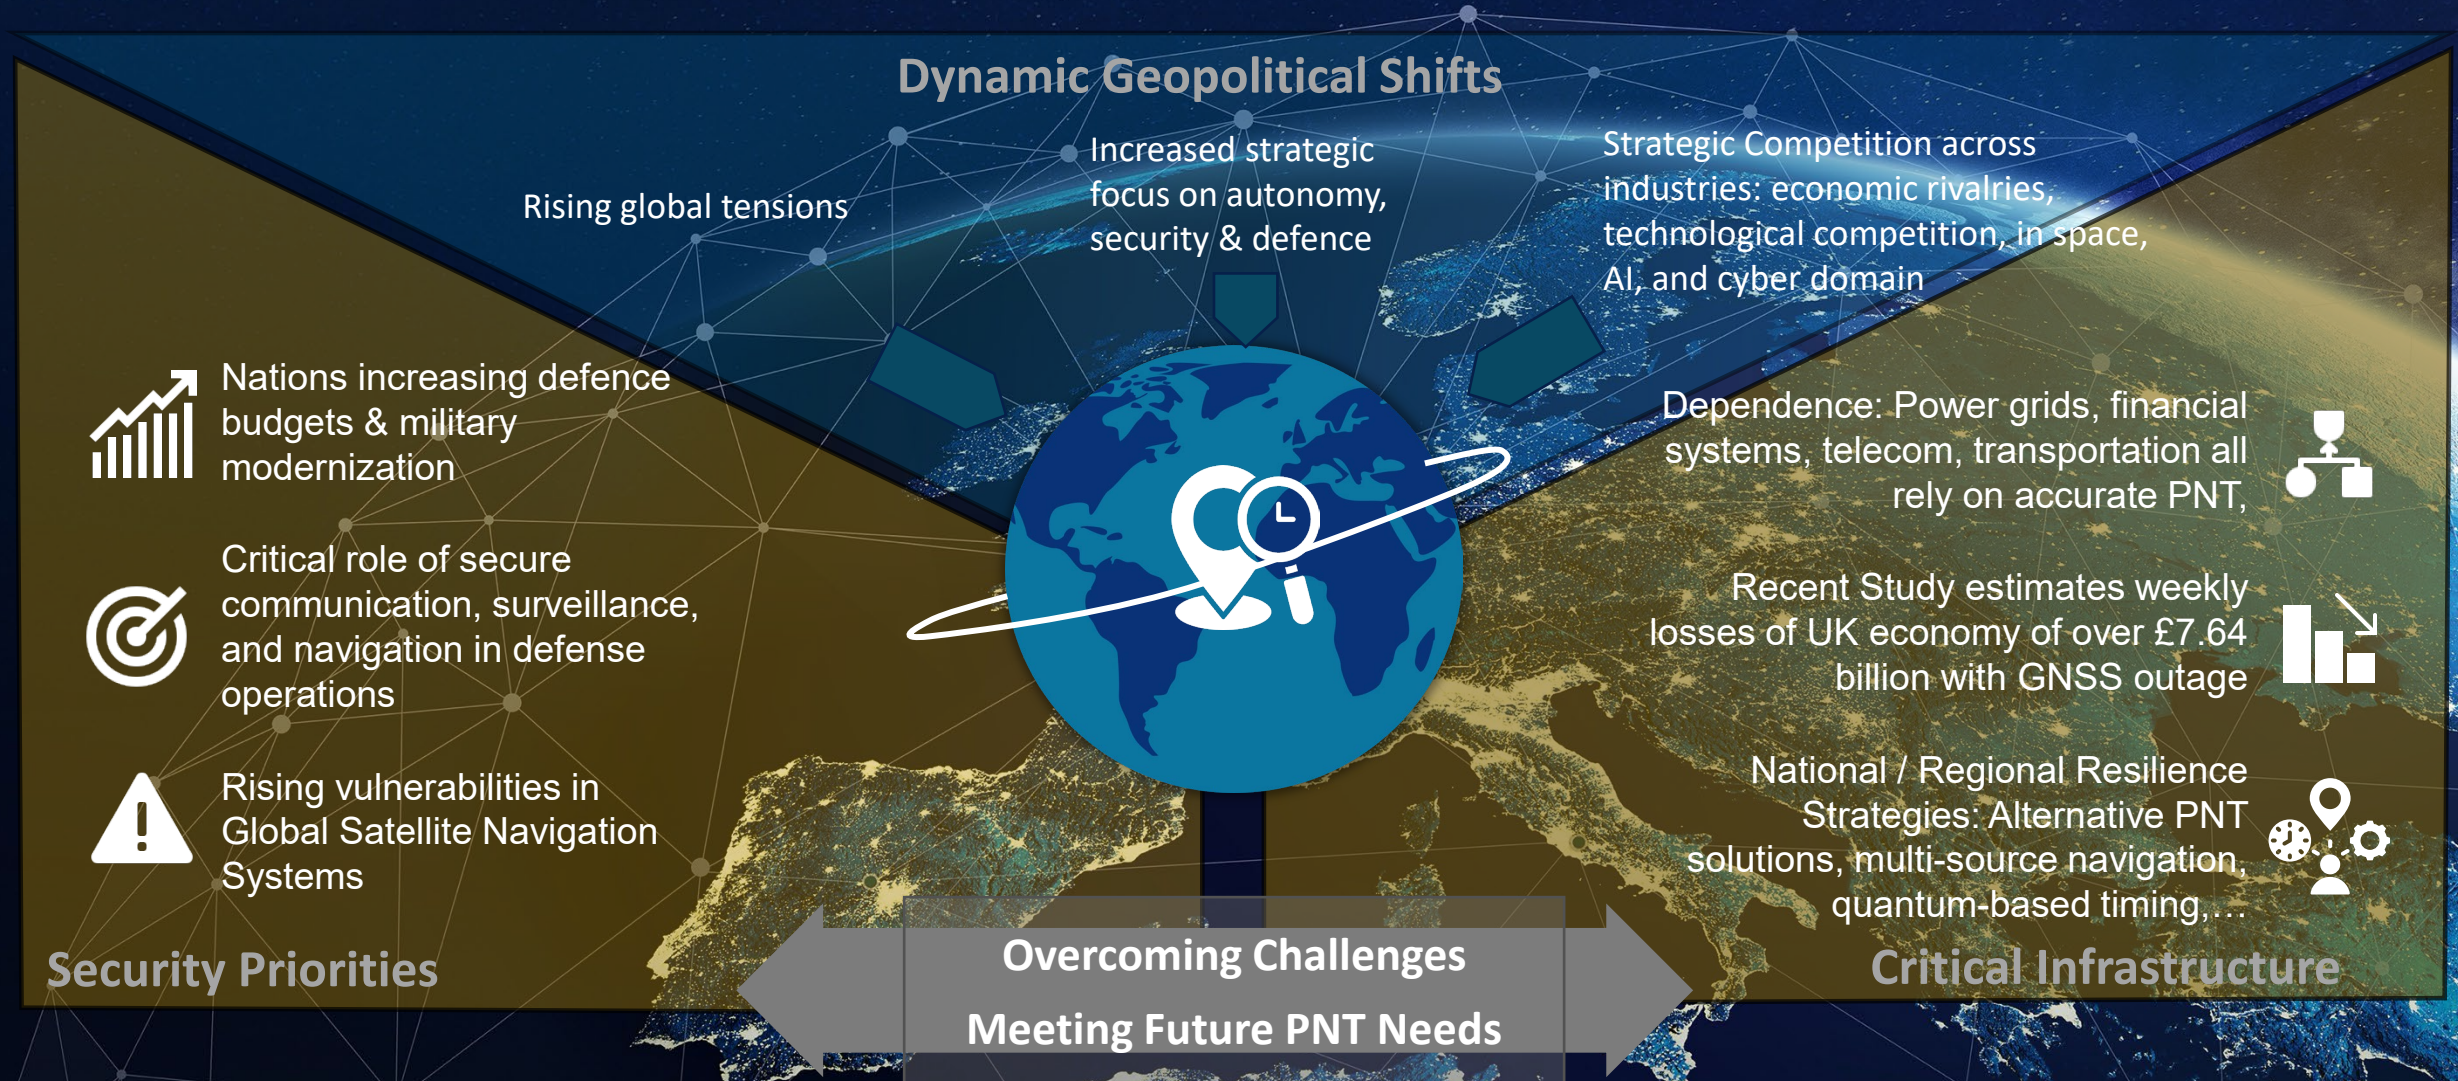 Dynamic Geopolitical Shifts
Rising global tensions
Increased strategic
focus on autonomy,
security & defence
Strategic Competition across
industries: economic rivalries,
technological competition, in space,
AI, and cyber domain
Nations increasing defence
budgets & military
modernization
Critical role of secure
communication, surveillance,
and navigation in defense
operations
Rising vulnerabilities in
Global Satellite Navigation
Systems
Security Priorities
Dependence: Power grids, financial
systems, telecom, transportation all
rely on accurate PNT,
Recent Study estimates weekly
losses of UK economy of over £7.64
billion with GNSS outage
National / Regional Resilience
Strategies: Alternative PNT
solutions, multi-source navigation,
quantum-based timing,…
Critical Infrastructure
Overcoming Challenges
Meeting Future PNT Needs